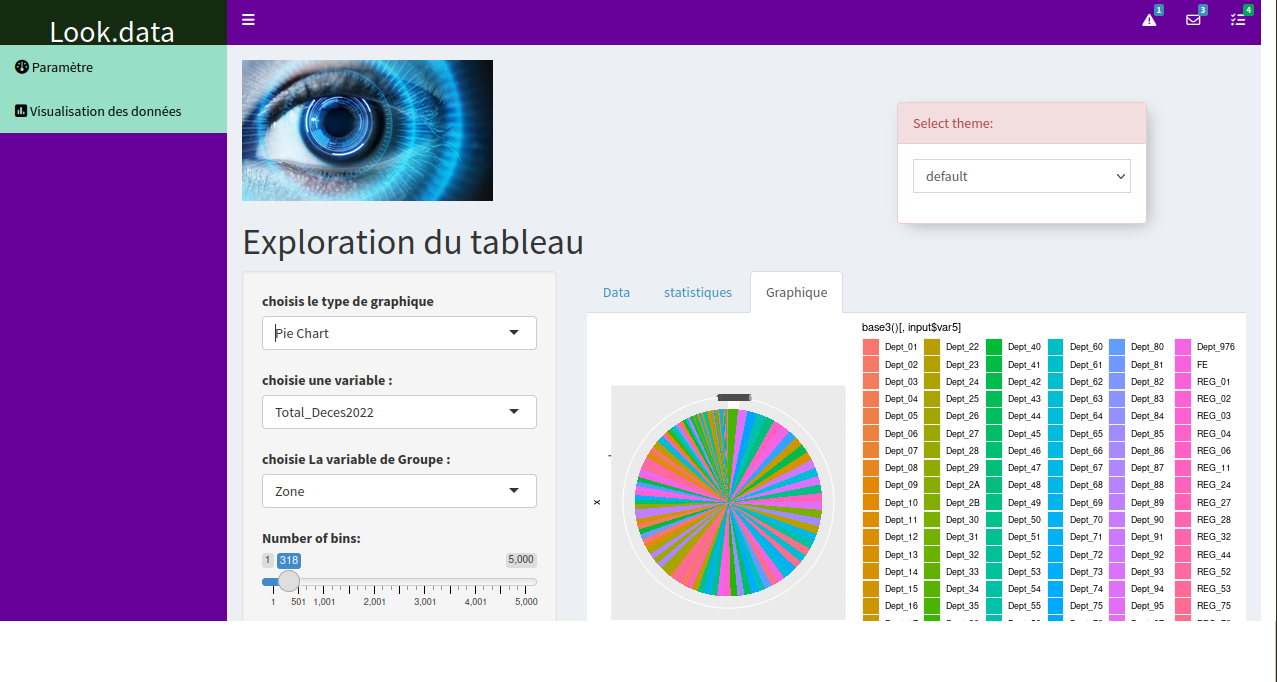 Look.data
1
3
4
Paramètre
Visualisation des données
Select theme:
default
Exploration du tableau
choisis le type de graphique
Pie Chart
choisie une variable :
Total_Deces2022
choisie La variable de Groupe :
Zone
Number of bins:
1 318 5,000
1 501 1,001 2,001 3,001 4,001 5,000
Data statistiques Graphique
x
base3()[, input$var5]
Dept_01 Dept_22 Dept_40 Dept_60 Dept_80 Dept_976
Dept_02 Dept_23 Dept_41 Dept_61 Dept_81 FE
Dept_03 Dept_24 Dept_42 Dept_62 Dept_82 REG_01
Dept_04 Dept_25 Dept_43 Dept_63 Dept_83 REG_02
Dept_05 Dept_26 Dept_44 Dept_64 Dept_84 REG_03
Dept_06 Dept_27 Dept_45 Dept_65 Dept_85 REG_04
Dept_07 Dept_28 Dept_46 Dept_66 Dept_86 REG_06
Dept_08 Dept_29 Dept_47 Dept_67 Dept_87 REG_11
Dept_09 Dept_2A Dept_48 Dept_68 Dept_88 REG_24
Dept_10 Dept_2B Dept_49 Dept_69 Dept_89 REG_27
Dept_11 Dept_30 Dept_50 Dept_70 Dept_90 REG_28
Dept_12 Dept_31 Dept_51 Dept_71 Dept_91 REG_32
Dept_13 Dept_32 Dept_52 Dept_72 Dept_92 REG_44
Dept_14 Dept_33 Dept_53 Dept_73 Dept_93 REG_52
Dept_15 Dept_34 Dept_54 Dept_74 Dept_94 REG_53
Dept_16 Dept_35 Dept_55 Dept_75 Dept_95 REG_75